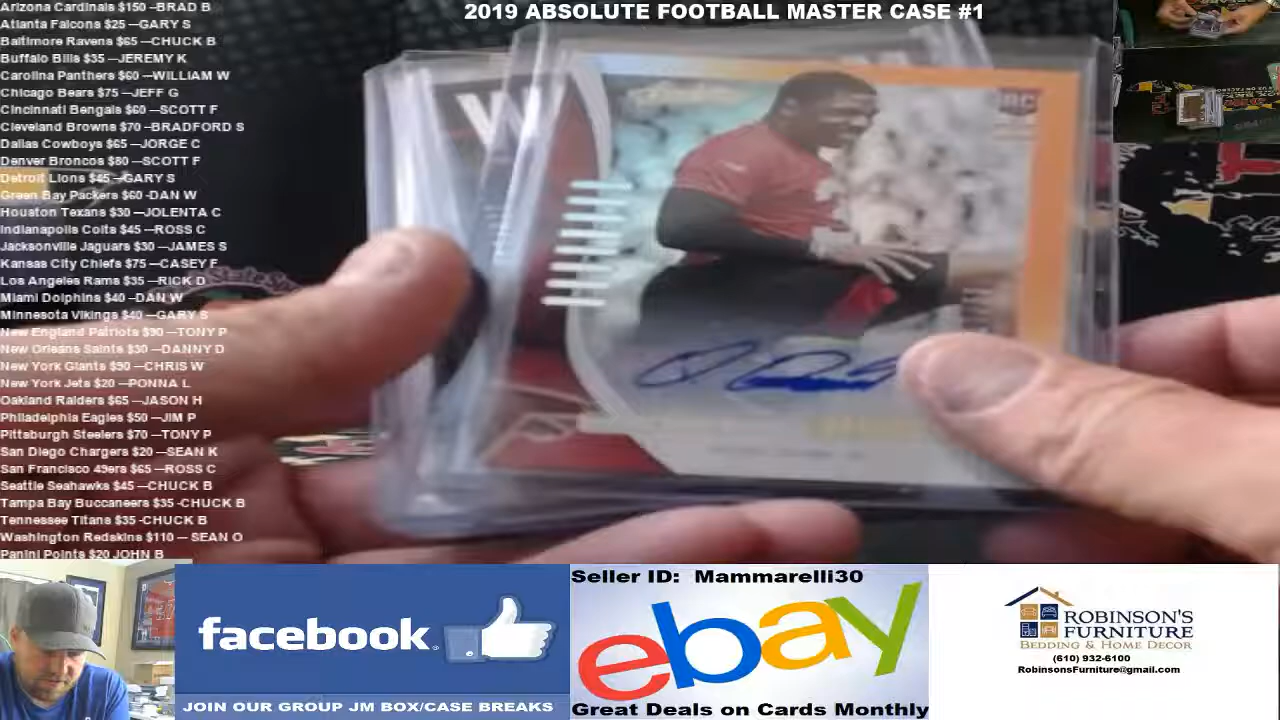 2019 ABSOLUTE FOOTBALL MASTER CASE #1
Arizona Cardinals $150 --BRAD B
Atlanta Falcons $25 --GARY S
Baltimore Ravens $65 --CHUCK B
Buffalo Bills $35 --JEREMY K
Carolina Panthers $60 --WILLIAM W
Chicago Bears $75 --JEFF G
Cincinnati Bengals $60 --SCOTT F
Cleveland Browns $70 --BRADFORD S
Dallas Cowboys $65 --JORGE C
Denver Broncos $80 --SCOTT F
Detroit Lions $45 --GARY S
Green Bay Packers $60 -DAN W
Houston Texans $30 --JOLENTA C
Indianapolis Colts $45 --ROSS C
Jacksonville Jaguars $30 --JAMES S
Kansas City Chiefs $75 --CASEY F
Los Angeles Rams $35 --RICK D
Miami Dolphins $40 --DAN W
Minnesota Vikings $40 --GARY S
New England Patriots $90 --TONY P
New Orleans Saints $30 --DANNY D
New York Giants $90 --CHRIS W
New York Jets $20 --PONNA L
Oakland Raiders $65 --JASON H
Philadelphia Eagles $50 --JIM P
Pittaburgh Steelers $70 --TONY P
San Diego Chargers $20 --SEAN K
San Francisco 49ers $65 --ROSS C
Seattle Seahawks $45 --CHUCK B
Tampa Bay Buccaneers $35 -CHUCK B
Tennessee Titans $35 -CHUCK B
Washington Redskins $110 -- SEAN O
Panini Points $20 JOHN B
W
RC
facebook
JOIN OUR GROUP JM BOX/CASE BREAKS
Seller ID: Mammarelli30
ebay
Great Deals on Cards Monthly
ROBINSON'S
FURNITURE
BEDDING & HOME DECOR
(610) 932-6100
RobinsonsFurniture@gmail.com